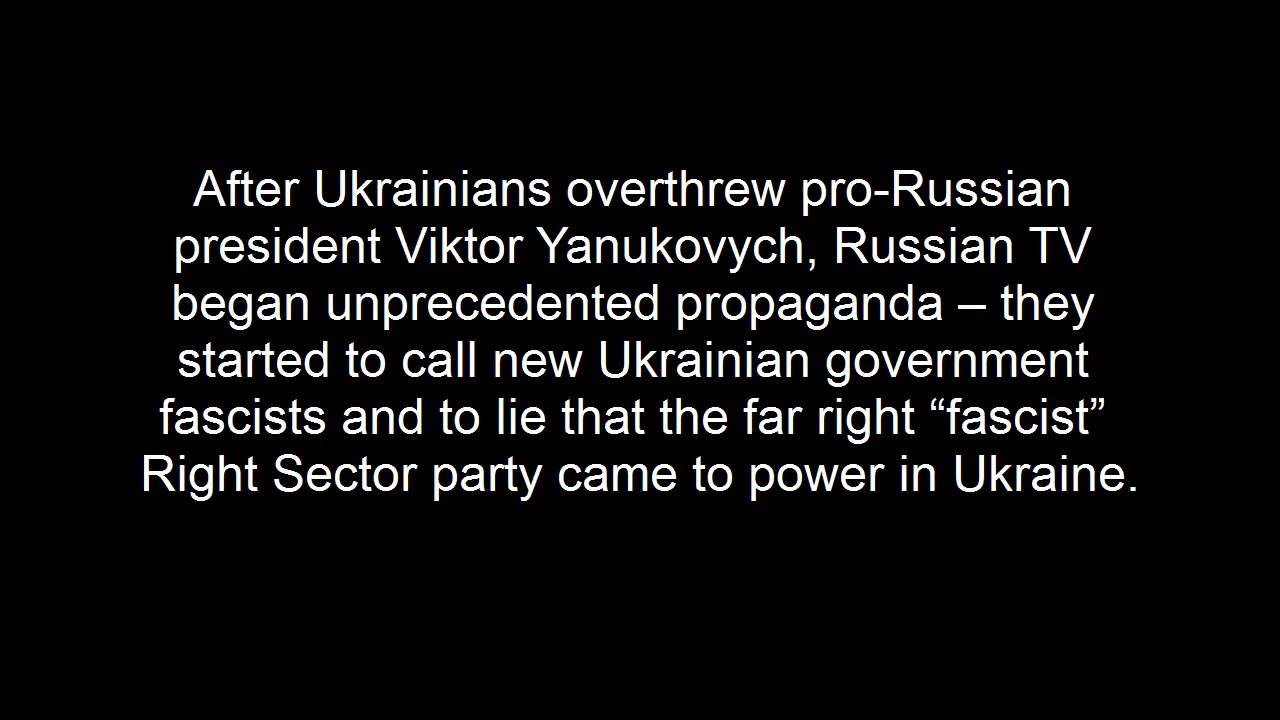 After Ukrainians overthrew pro-Russian
president Viktor Yanukovych, Russian TV
began unprecedented propaganda – they
started to call new Ukrainian government
fascists and to lie that the far right “fascist”
Right Sector party came to power in Ukraine.